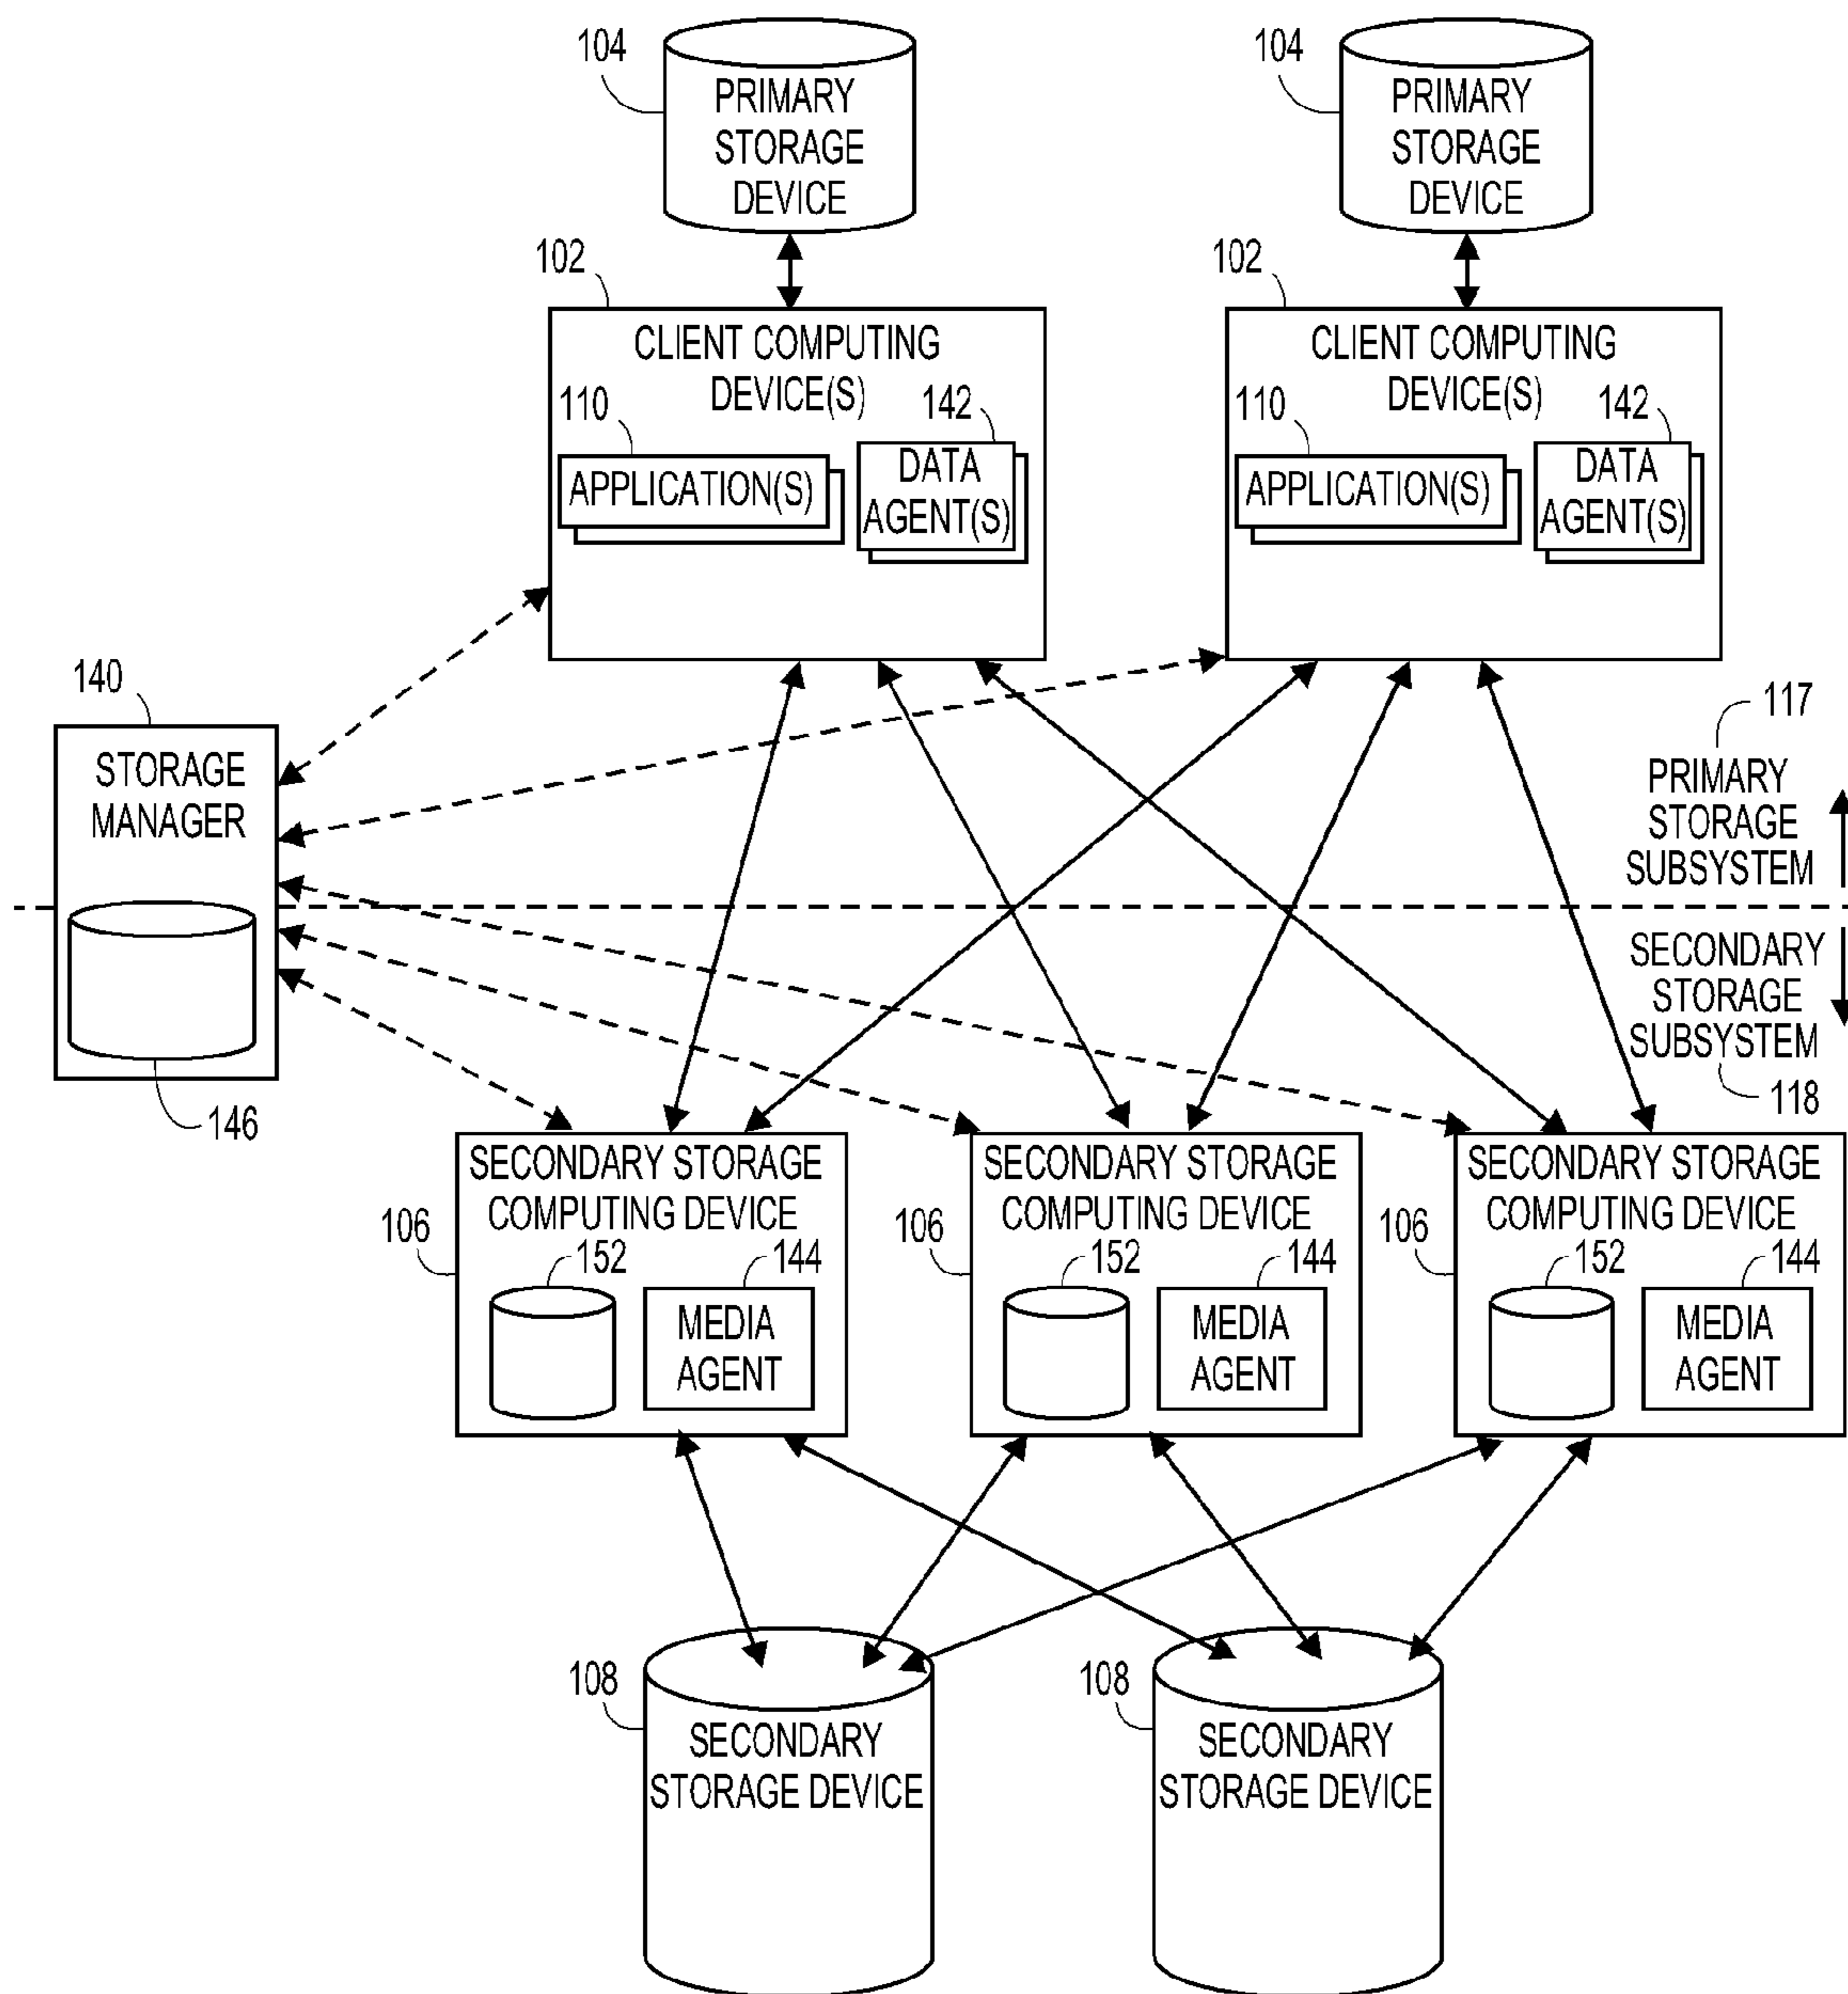 104
PRIMARY
STORAGE
DEVICE
104
PRIMARY
STORAGE
DEVICE
102
CLIENT COMPUTING
DEVICE(S)
110
142
APPLICATION(S)
DATA
AGENT(S)
102
CLIENT COMPUTING
DEVICE(S)
110
142
APPLICATION(S)
DATA
AGENT(S)
140
STORAGE
MANAGER
146
117
PRIMARY
STORAGE
SUBSYSTEM
SECONDARY
STORAGE
SUBSYSTEM
118
SECONDARY STORAGE
COMPUTING DEVICE
106
152
144
MEDIA
AGENT
SECONDARY STORAGE
COMPUTING DEVICE
106
152
144
MEDIA
AGENT
SECONDARY STORAGE
COMPUTING DEVICE
106
152
144
MEDIA
AGENT
108
SECONDARY
STORAGE DEVICE
108
SECONDARY
STORAGE DEVICE